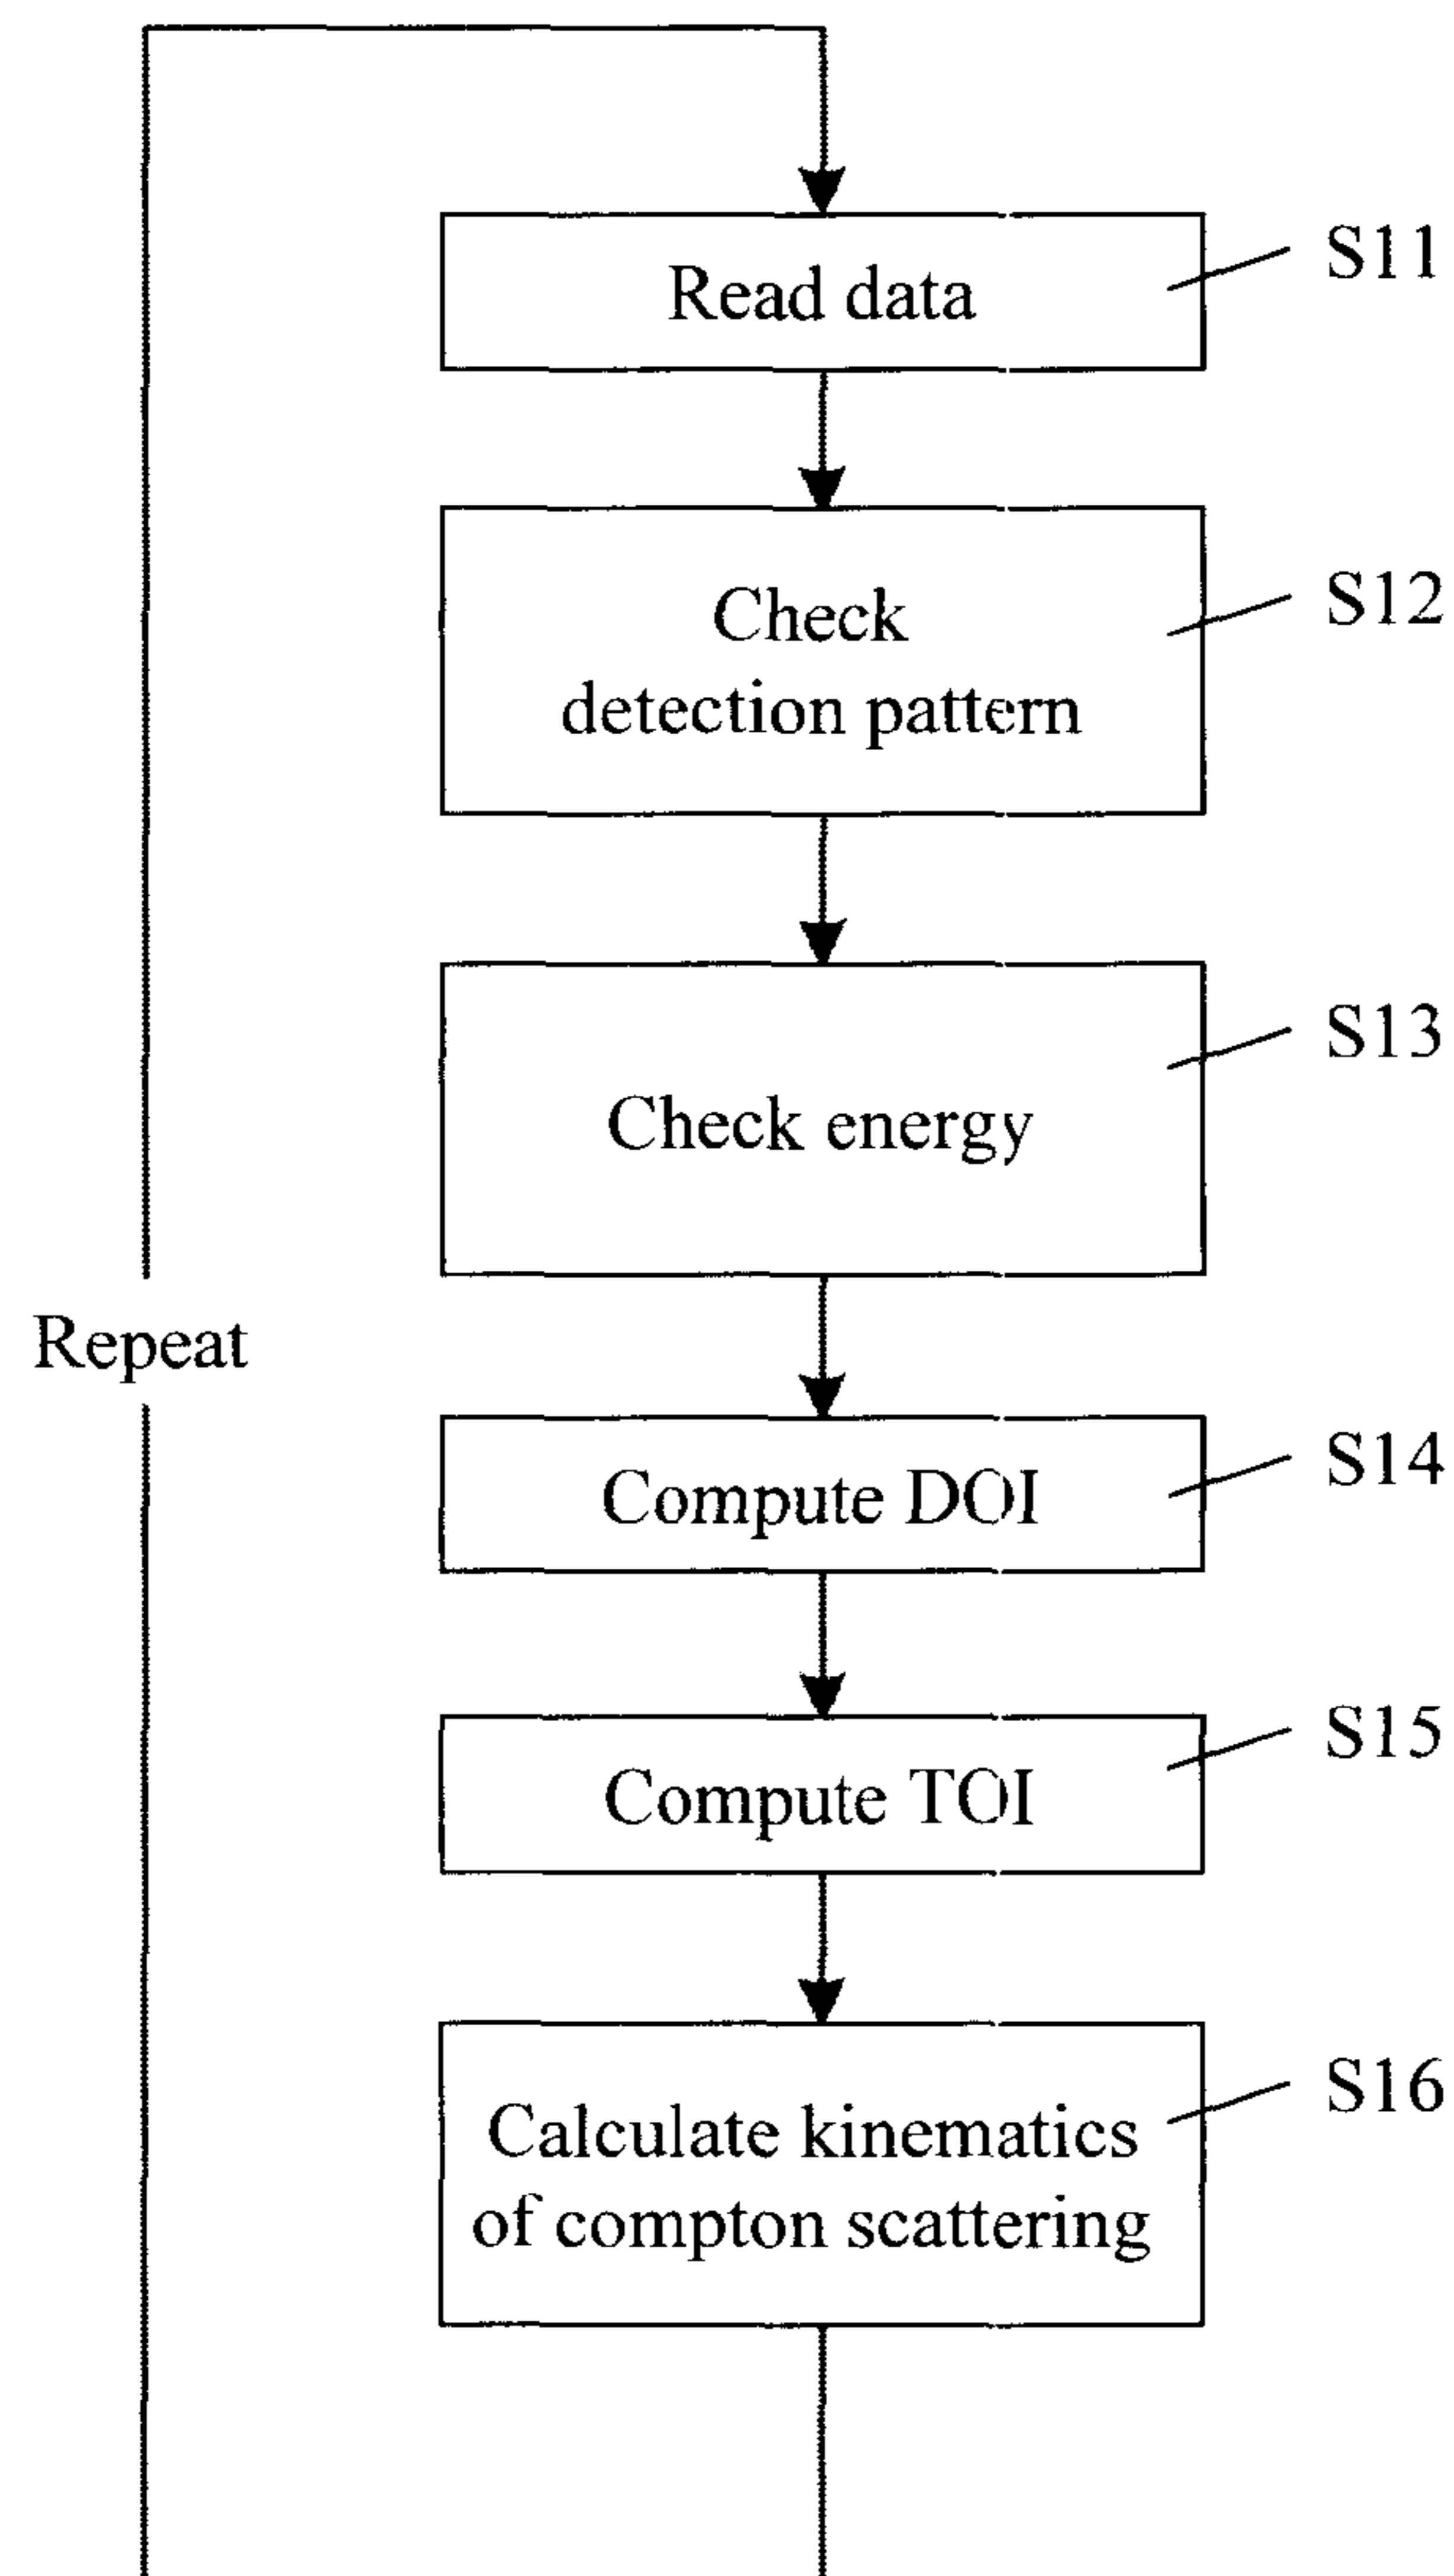 Read data
S11
Check
detection pattern
S12
Check energy
S13
Repeat
Compute DOI
S14
Compute TOI
S15
Calculate kinematics
of compton scattering
S16